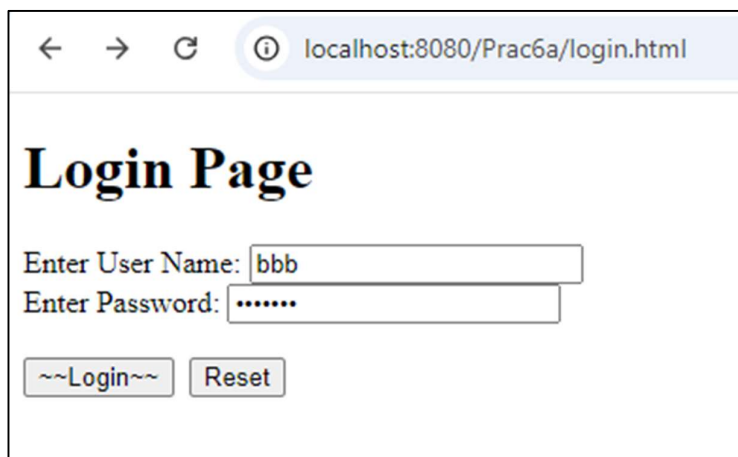 localhost:8080/Prac6a/login.html
Login Page
Enter User Name: bbb
Enter Password: •••••••
~~Login~~ Reset